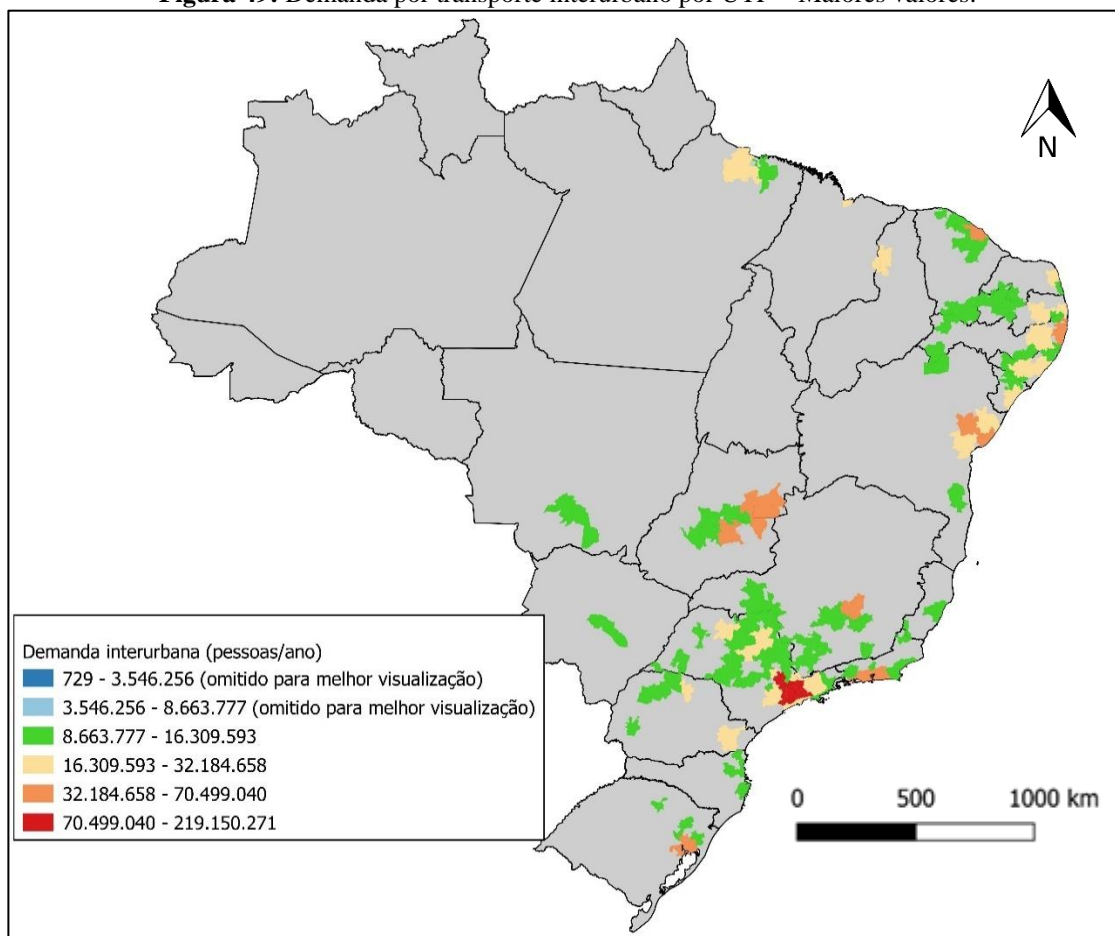 Figura 49: Demanda por transporte interurbano por UTP – Maiores valores.
N
Demanda interurbana (pessoas/ano)
729 - 3.546.256 (omitido para melhor visualização)
3.546.256 - 8.663.777 (omitido para melhor visualização)
8.663.777 - 16.309.593
16.309.593 - 32.184.658
32.184.658 - 70.499.040
70.499.040 - 219.150.271
0 500 1000 km